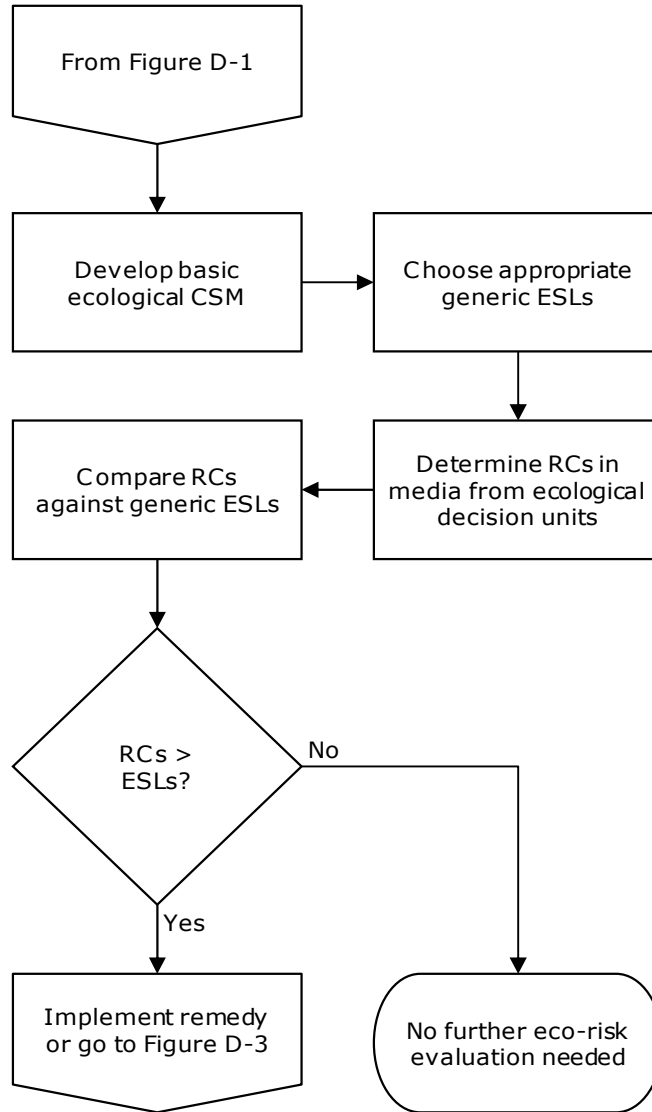 From Figure D-1
Develop basic
ecological CSM
Choose appropriate
generic ESLs
Determine RCs in
media from ecological
decision units
Compare RCs
against generic ESLs
RCs >
ESLs?
No
Yes
Implement remedy
or go to Figure D-3
No further eco-risk
evaluation needed